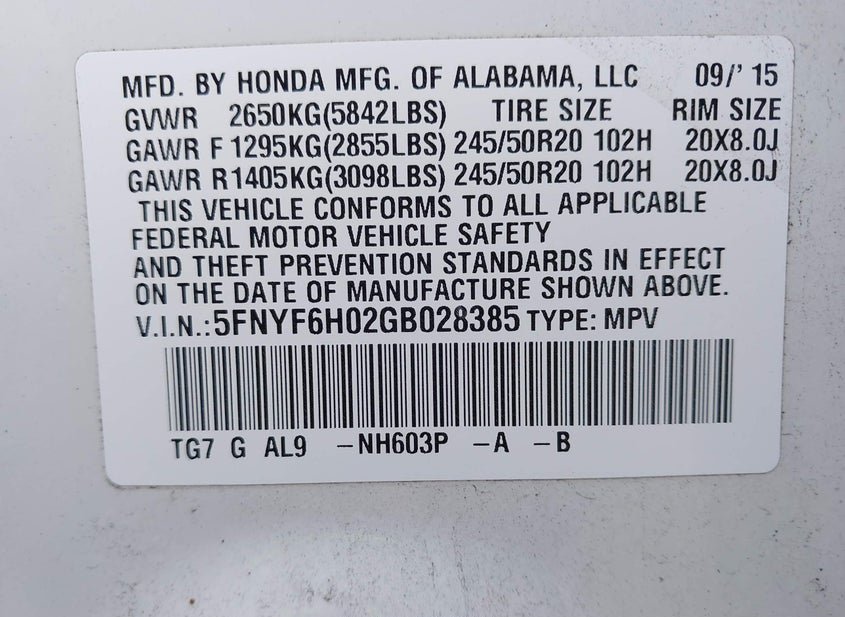 MFD. BY HONDA MFG. OF ALABAMA, LLC 09/' 15
GVWR 2650KG(5842LBS) TIRE SIZE RIM SIZE
GAWR F 1295KG(2855LBS) 245/50R20 102H 20X8.0J
GAWR R1405KG(3098LBS) 245/50R20 102H 20X8.0J
THIS VEHICLE CONFORMS TO ALL APPLICABLE
FEDERAL MOTOR VEHICLE SAFETY
AND THEFT PREVENTION STANDARDS IN EFFECT
ON THE DATE OF MANUFACTURE SHOWN ABOVE.
V.I.N.:5FNYF6H02GB028385 TYPE: MPV
TG7 G AL9 -NH603P -A -B